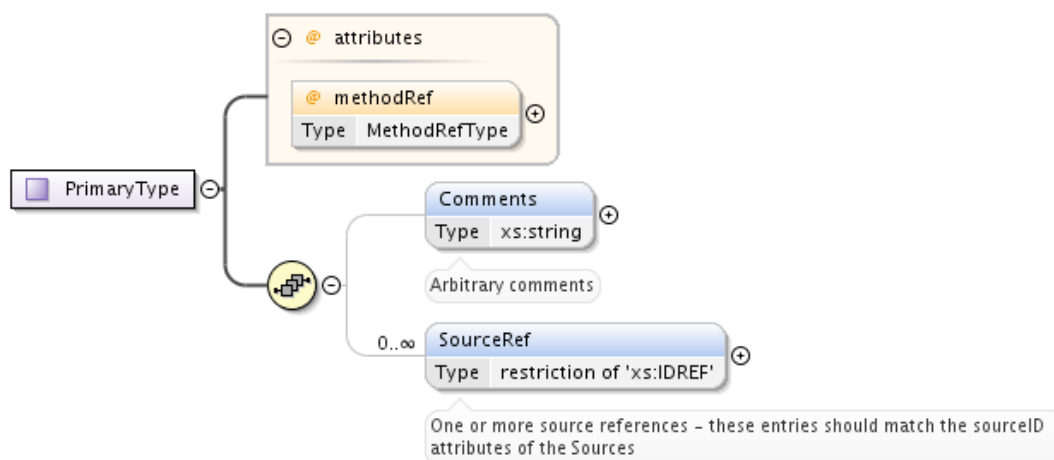 @ attributes
@ methodRef
Type MethodRefType
PrimaryType
Comments
Type xs:string
Arbitrary comments
0..∞
SourceRef
Type restriction of 'xs:IDREF'
One or more source references – these entries should match the sourceID
attributes of the Sources